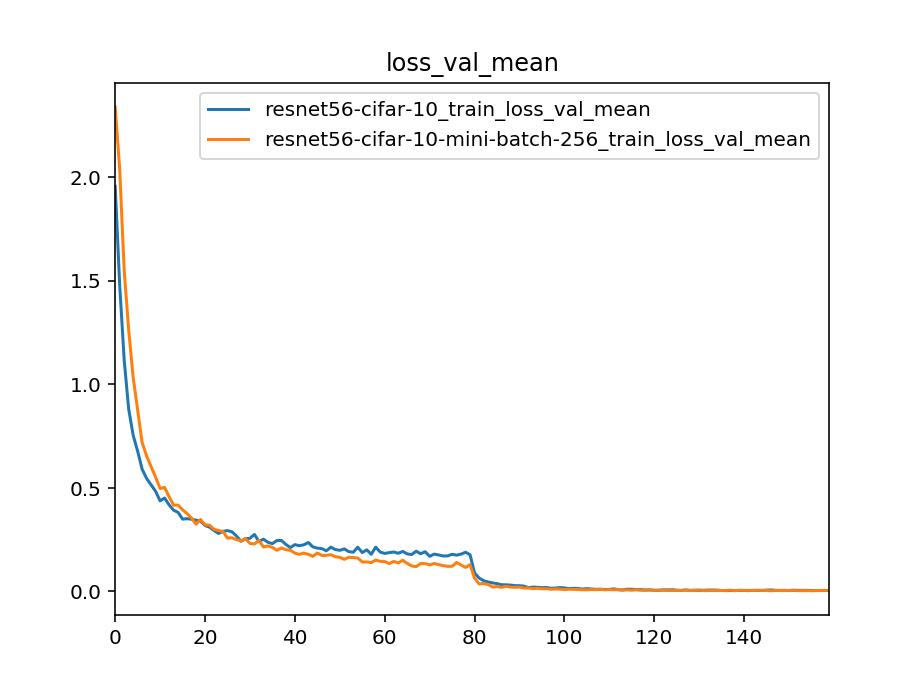 loss_val_mean
resnet56-cifar-10_train_loss_val_mean
resnet56-cifar-10-mini-batch-256_train_loss_val_mean
2.0
1.5
1.0
0.5
0.0
0 20 40 60 80 100 120 140